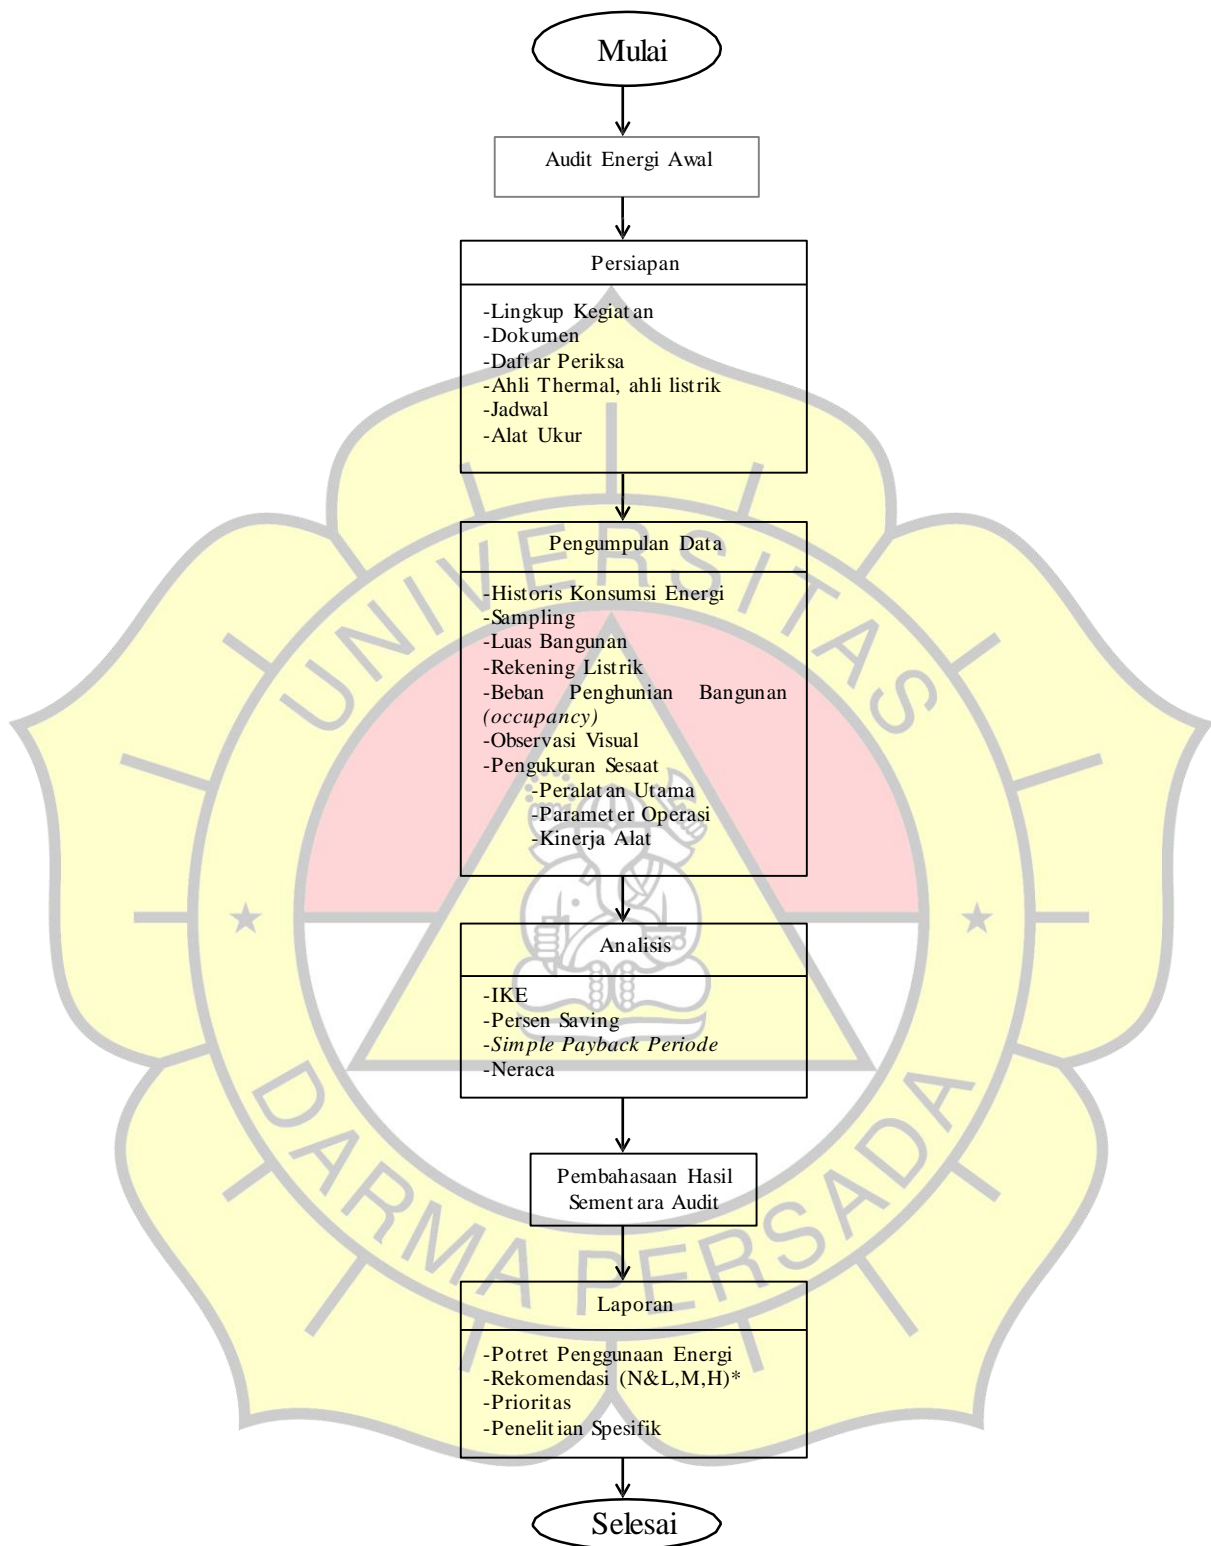 Mulai
Audit Energi Awal
Persiapan
-Lingkup Kegiatan
-Dokumen
-Daftar Periksa
-Ahli Thermal, ahli listrik
-Jadwal
-Alat Ukur
Pengumpulan Data
-Historis Konsumsi Energi
-Sampling
-Luas Bangunan
-Rekening Listrik
-Beban Penghunian Bangunan
(occupancy)
-Observasi Visual
-Pengukuran Sesaat
-Peralatan Utama
-Parameter Operasi
-Kinerja Alat
Analisis
-IKE
-Persen Saving
-Simple Payback Periode
-Neraca
Pembahasaan Hasil
Sementara Audit
Laporan
-Potret Penggunaan Energi
-Rekomendasi (N&L,M,H)*
-Prioritas
-Penelitian Spesifik
Selesai
UNIVERSITAS
DARMA PERSADA